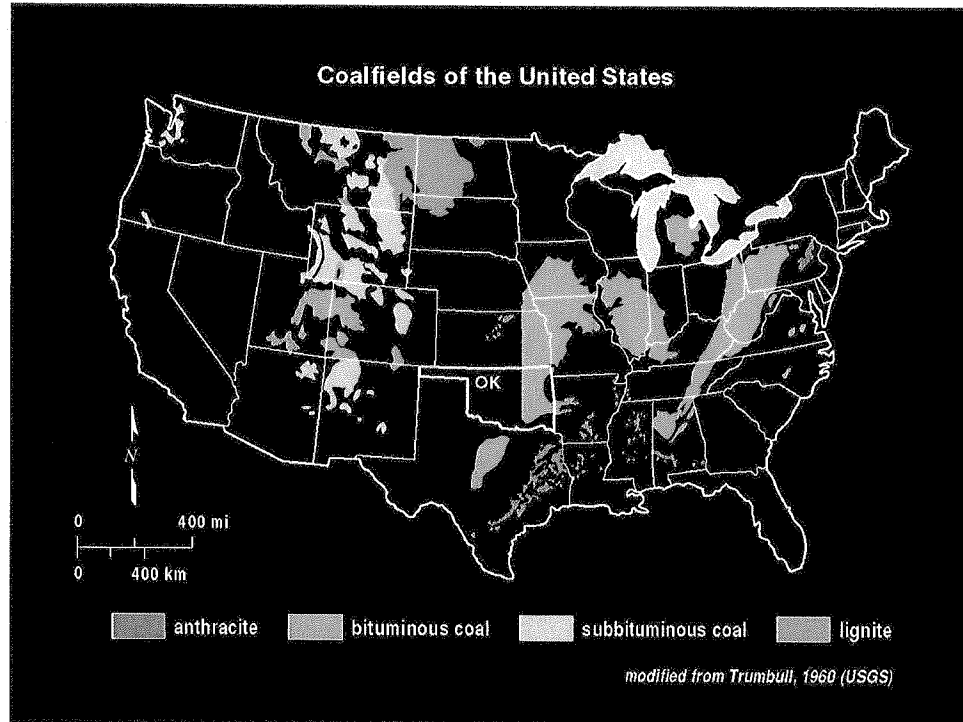 Coalfields of the United States
OK
N
0 400 mi
0 400 km
anthracite bituminous coal subbituminous coal lignite
modified from Trumbull, 1960 (USGS)